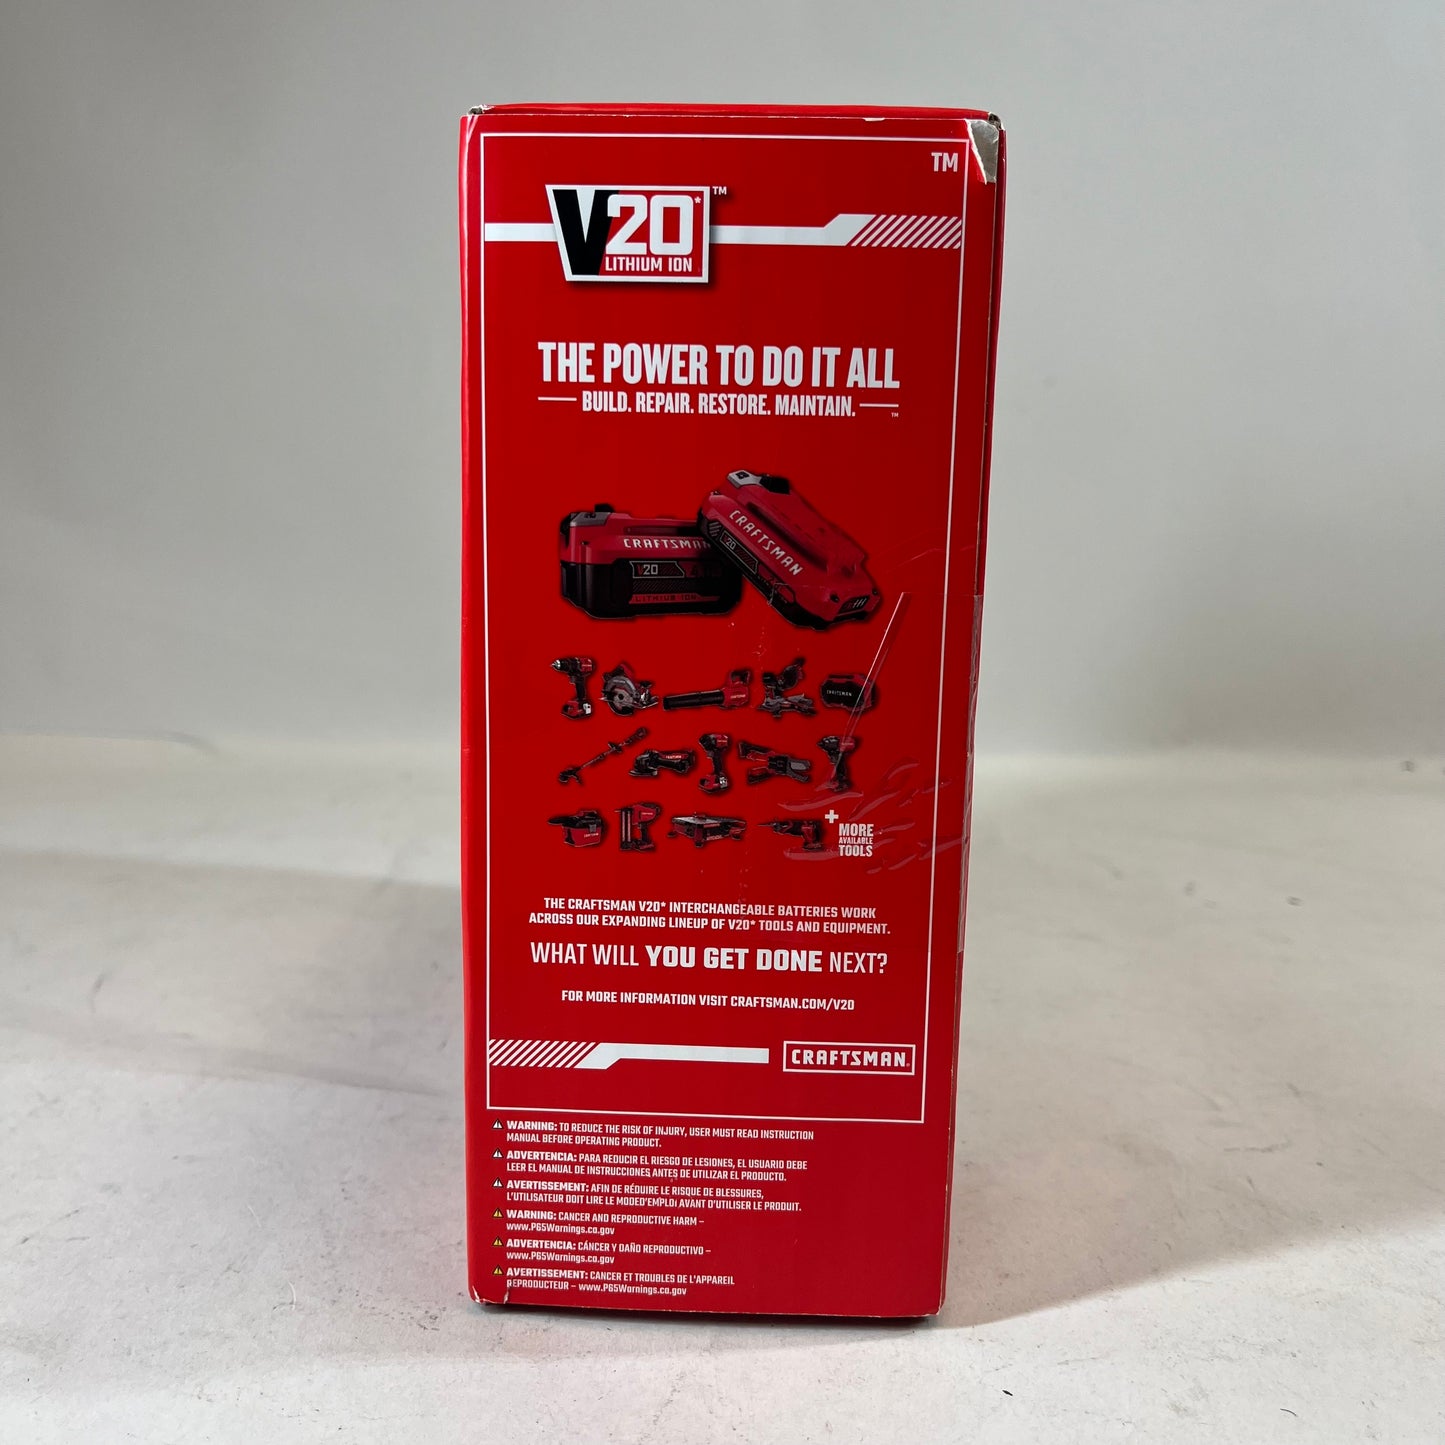 TM
V20* TM
LITHIUM ION
THE POWER TO DO IT ALL
BUILD. REPAIR. RESTORE. MAINTAIN. TM
CRAFTSMAN
V20
LITHIUM ION
CRAFTSMAN
V20
CRAFTSMAN
+
MORE
AVAILABLE
TOOLS
THE CRAFTSMAN V20* INTERCHANGEABLE BATTERIES WORK
ACROSS OUR EXPANDING LINEUP OF V20* TOOLS AND EQUIPMENT.
WHAT WILL YOU GET DONE NEXT?
FOR MORE INFORMATION VISIT CRAFTSMAN.COM/V20
CRAFTSMAN®
WARNING: TO REDUCE THE RISK OF INJURY, USER MUST READ INSTRUCTION
MANUAL BEFORE OPERATING PRODUCT.
ADVERTENCIA: PARA REDUCIR EL RIESGO DE LESIONES, EL USUARIO DEBE
LEER EL MANUAL DE INSTRUCCIONES ANTES DE UTILIZAR EL PRODUCTO.
AVERTISSEMENT: AFIN DE RÉDUIRE LE RISQUE DE BLESSURES,
L'UTILISATEUR DOIT LIRE LE MODED'EMPLOI AVANT D'UTILISER LE PRODUIT.
WARNING: CANCER AND REPRODUCTIVE HARM –
www.P65Warnings.ca.gov
ADVERTENCIA: CÁNCER Y DAÑO REPRODUCTIVO –
www.P65Warnings.ca.gov
AVERTISSEMENT: CANCER ET TROUBLES DE L'APPAREIL
REPRODUCTEUR – www.P65Warnings.ca.gov